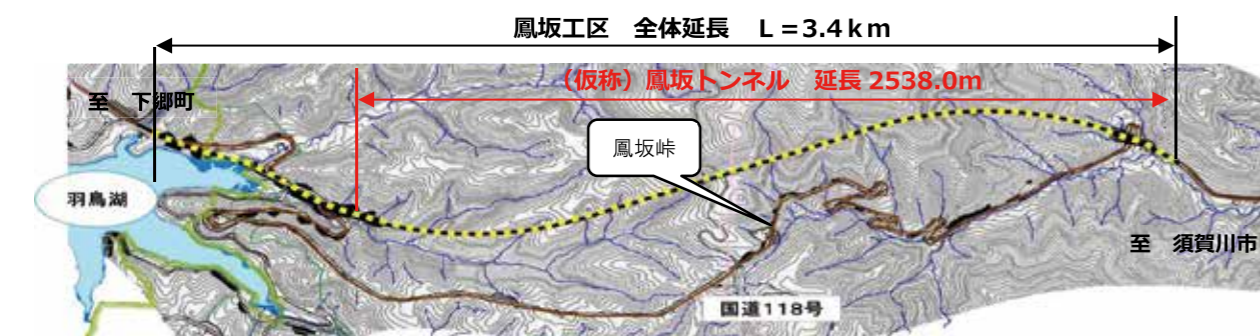 鳳坂工区　全体延長　Ｌ＝3.4ｋｍ
（仮称）鳳坂トンネル　延長 2538.0m
至　下郷町
鳳坂峠
羽鳥湖
至　須賀川市
国道118号